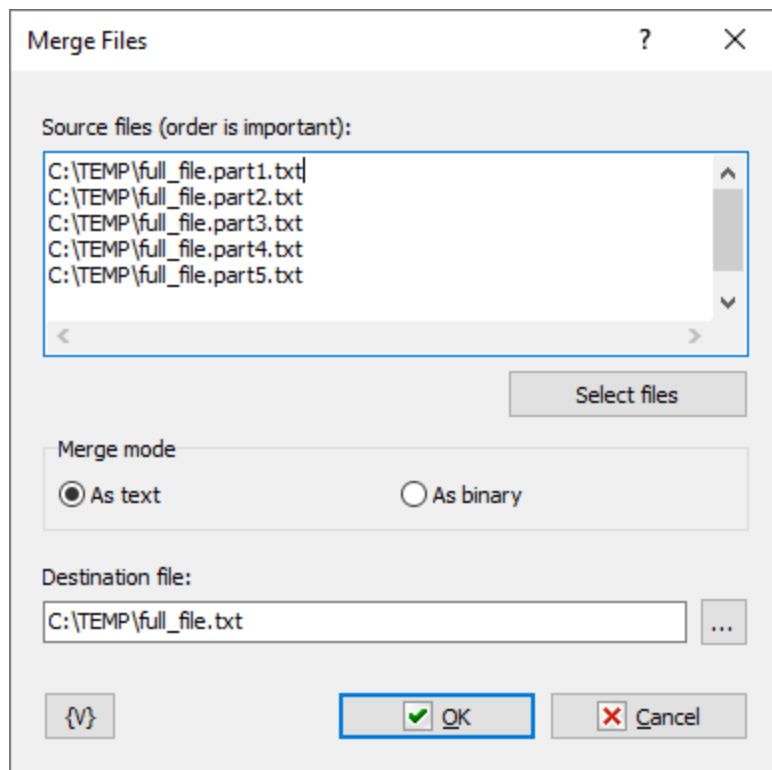 Merge Files
?
Source files (order is important):
C:\TEMP\full_file.part1.txt
C:\TEMP\full_file.part2.txt
C:\TEMP\full_file.part3.txt
C:\TEMP\full_file.part4.txt
C:\TEMP\full_file.part5.txt
Select files
Merge mode
As text As binary
Destination file:
C:\TEMP\full_file.txt ...
{V} OK Cancel